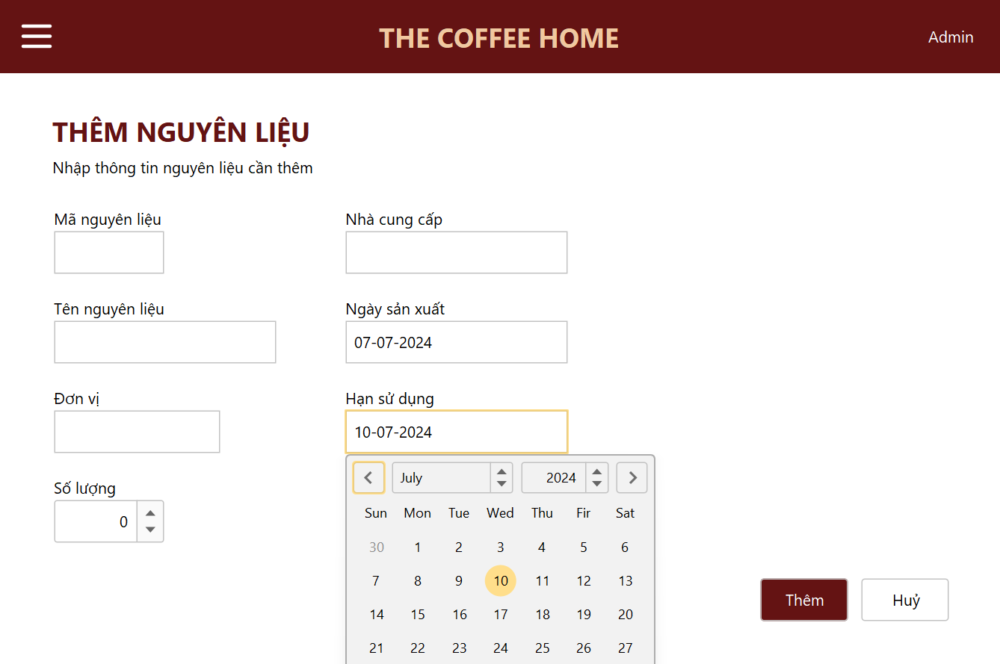 THE COFFEE HOME
Admin
THÊM NGUYÊN LIỆU
Nhập thông tin nguyên liệu cần thêm
Mã nguyên liệu
Nhà cung cấp
Tên nguyên liệu
Ngày sản xuất
07-07-2024
Đơn vị
Hạn sử dụng
10-07-2024
Số lượng
0
July 2024
Sun Mon Tue Wed Thu Fir Sat
30 1 2 3 4 5 6
7 8 9 10 11 12 13
14 15 16 17 18 19 20
21 22 23 24 25 26 27
Thêm
Huỷ